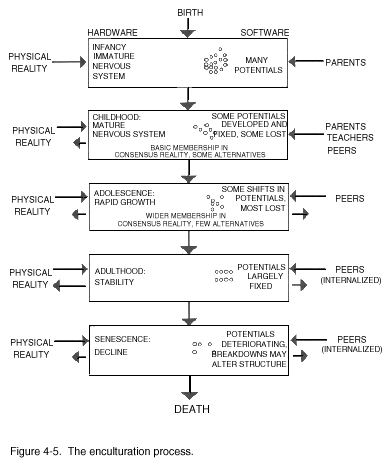 BIRTH
HARDWARE SOFTWARE
PHYSICAL
REALITY
INFANCY
IMMATURE
NERVOUS
SYSTEM
MANY
POTENTIALS
PARENTS
PHYSICAL
REALITY
CHILDHOOD:
MATURE
NERVOUS SYSTEM
SOME POTENTIALS
DEVELOPED AND
FIXED, SOME LOST
BASIC MEMBERSHIP IN
CONSENSUS REALITY, SOME ALTERNATIVES
PARENTS
TEACHERS
PEERS
PHYSICAL
REALITY
ADOLESCENCE:
RAPID GROWTH
SOME SHIFTS IN
POTENTIALS,
MOST LOST
WIDER MEMBERSHIP IN
CONSENSUS REALITY, FEW ALTERNATIVES
PEERS
PHYSICAL
REALITY
ADULTHOOD:
STABILITY
POTENTIALS
LARGELY
FIXED
PEERS
(INTERNALIZED)
PHYSICAL
REALITY
SENESCENCE:
DECLINE
POTENTIALS
DETERIORATING,
BREAKDOWNS MAY
ALTER STRUCTURE
PEERS
(INTERNALIZED)
DEATH
Figure 4-5. The enculturation process.